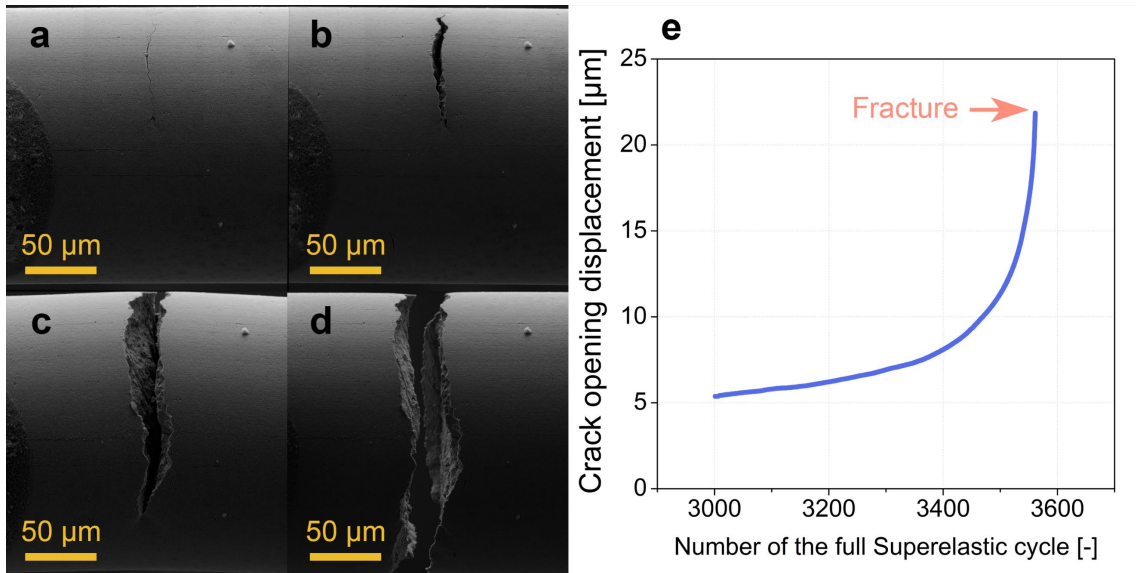 a
b
50 µm
50 µm
c
d
50 µm
50 µm
e
Crack opening displacement [µm]
25
20
15
10
5
0
Fracture
3000
3200
3400
3600
Number of the full Superelastic cycle [-]